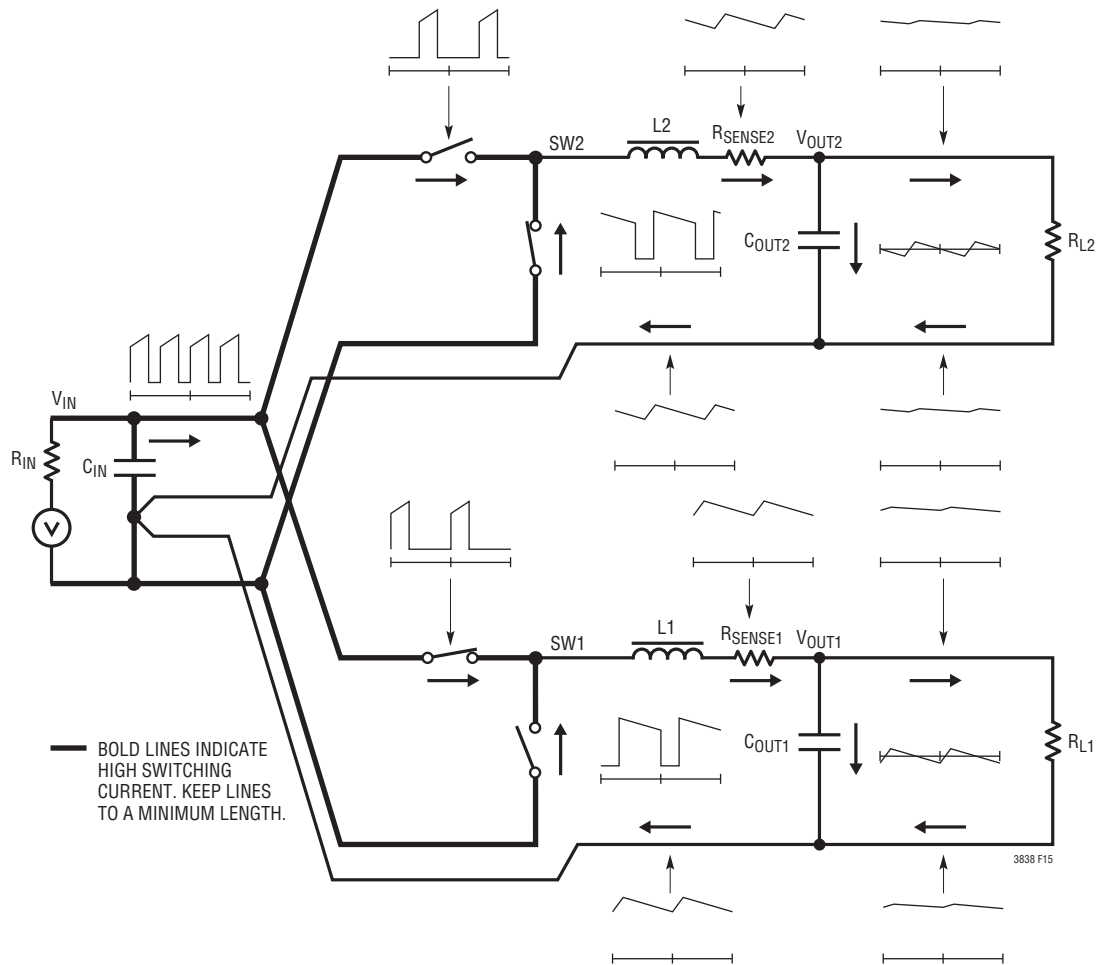 L2
RSENSE2
VOUT2
SW2
COUT2
RL2
VIN
RIN
CIN
V
L1
RSENSE1
VOUT1
SW1
COUT1
RL1
BOLD LINES INDICATE
HIGH SWITCHING
CURRENT. KEEP LINES
TO A MINIMUM LENGTH.
3838 F15